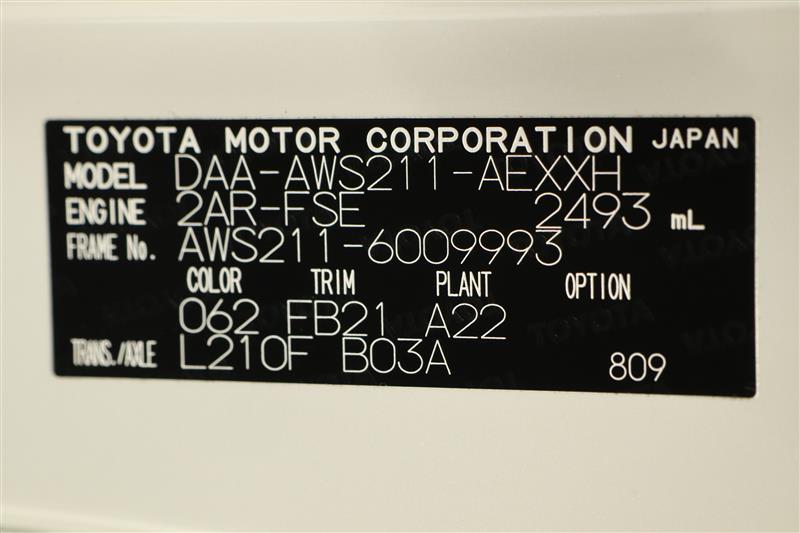 TOYOTA MOTOR CORPORATION JAPAN
MODEL DAA-AWS211-AEXXH
ENGINE 2AR-FSE 2493 mL
FRAME No. AWS211-6009993
COLOR TRIM PLANT OPTION
062 FB21 A22
TRANS./AXLE L210F B03A 809